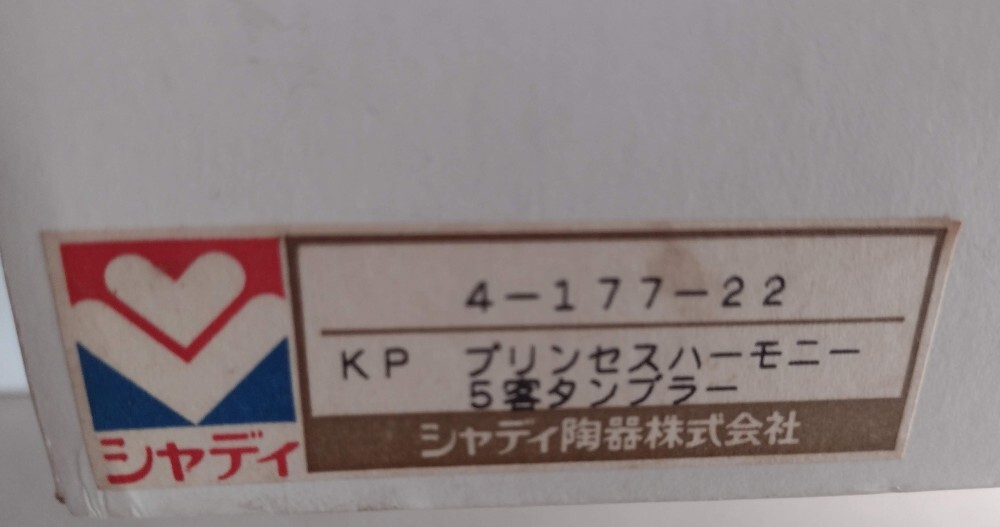 4-177-22
KP プリンセスハーモニー
5客タンブラー
シャディ陶器株式会社
シャディ